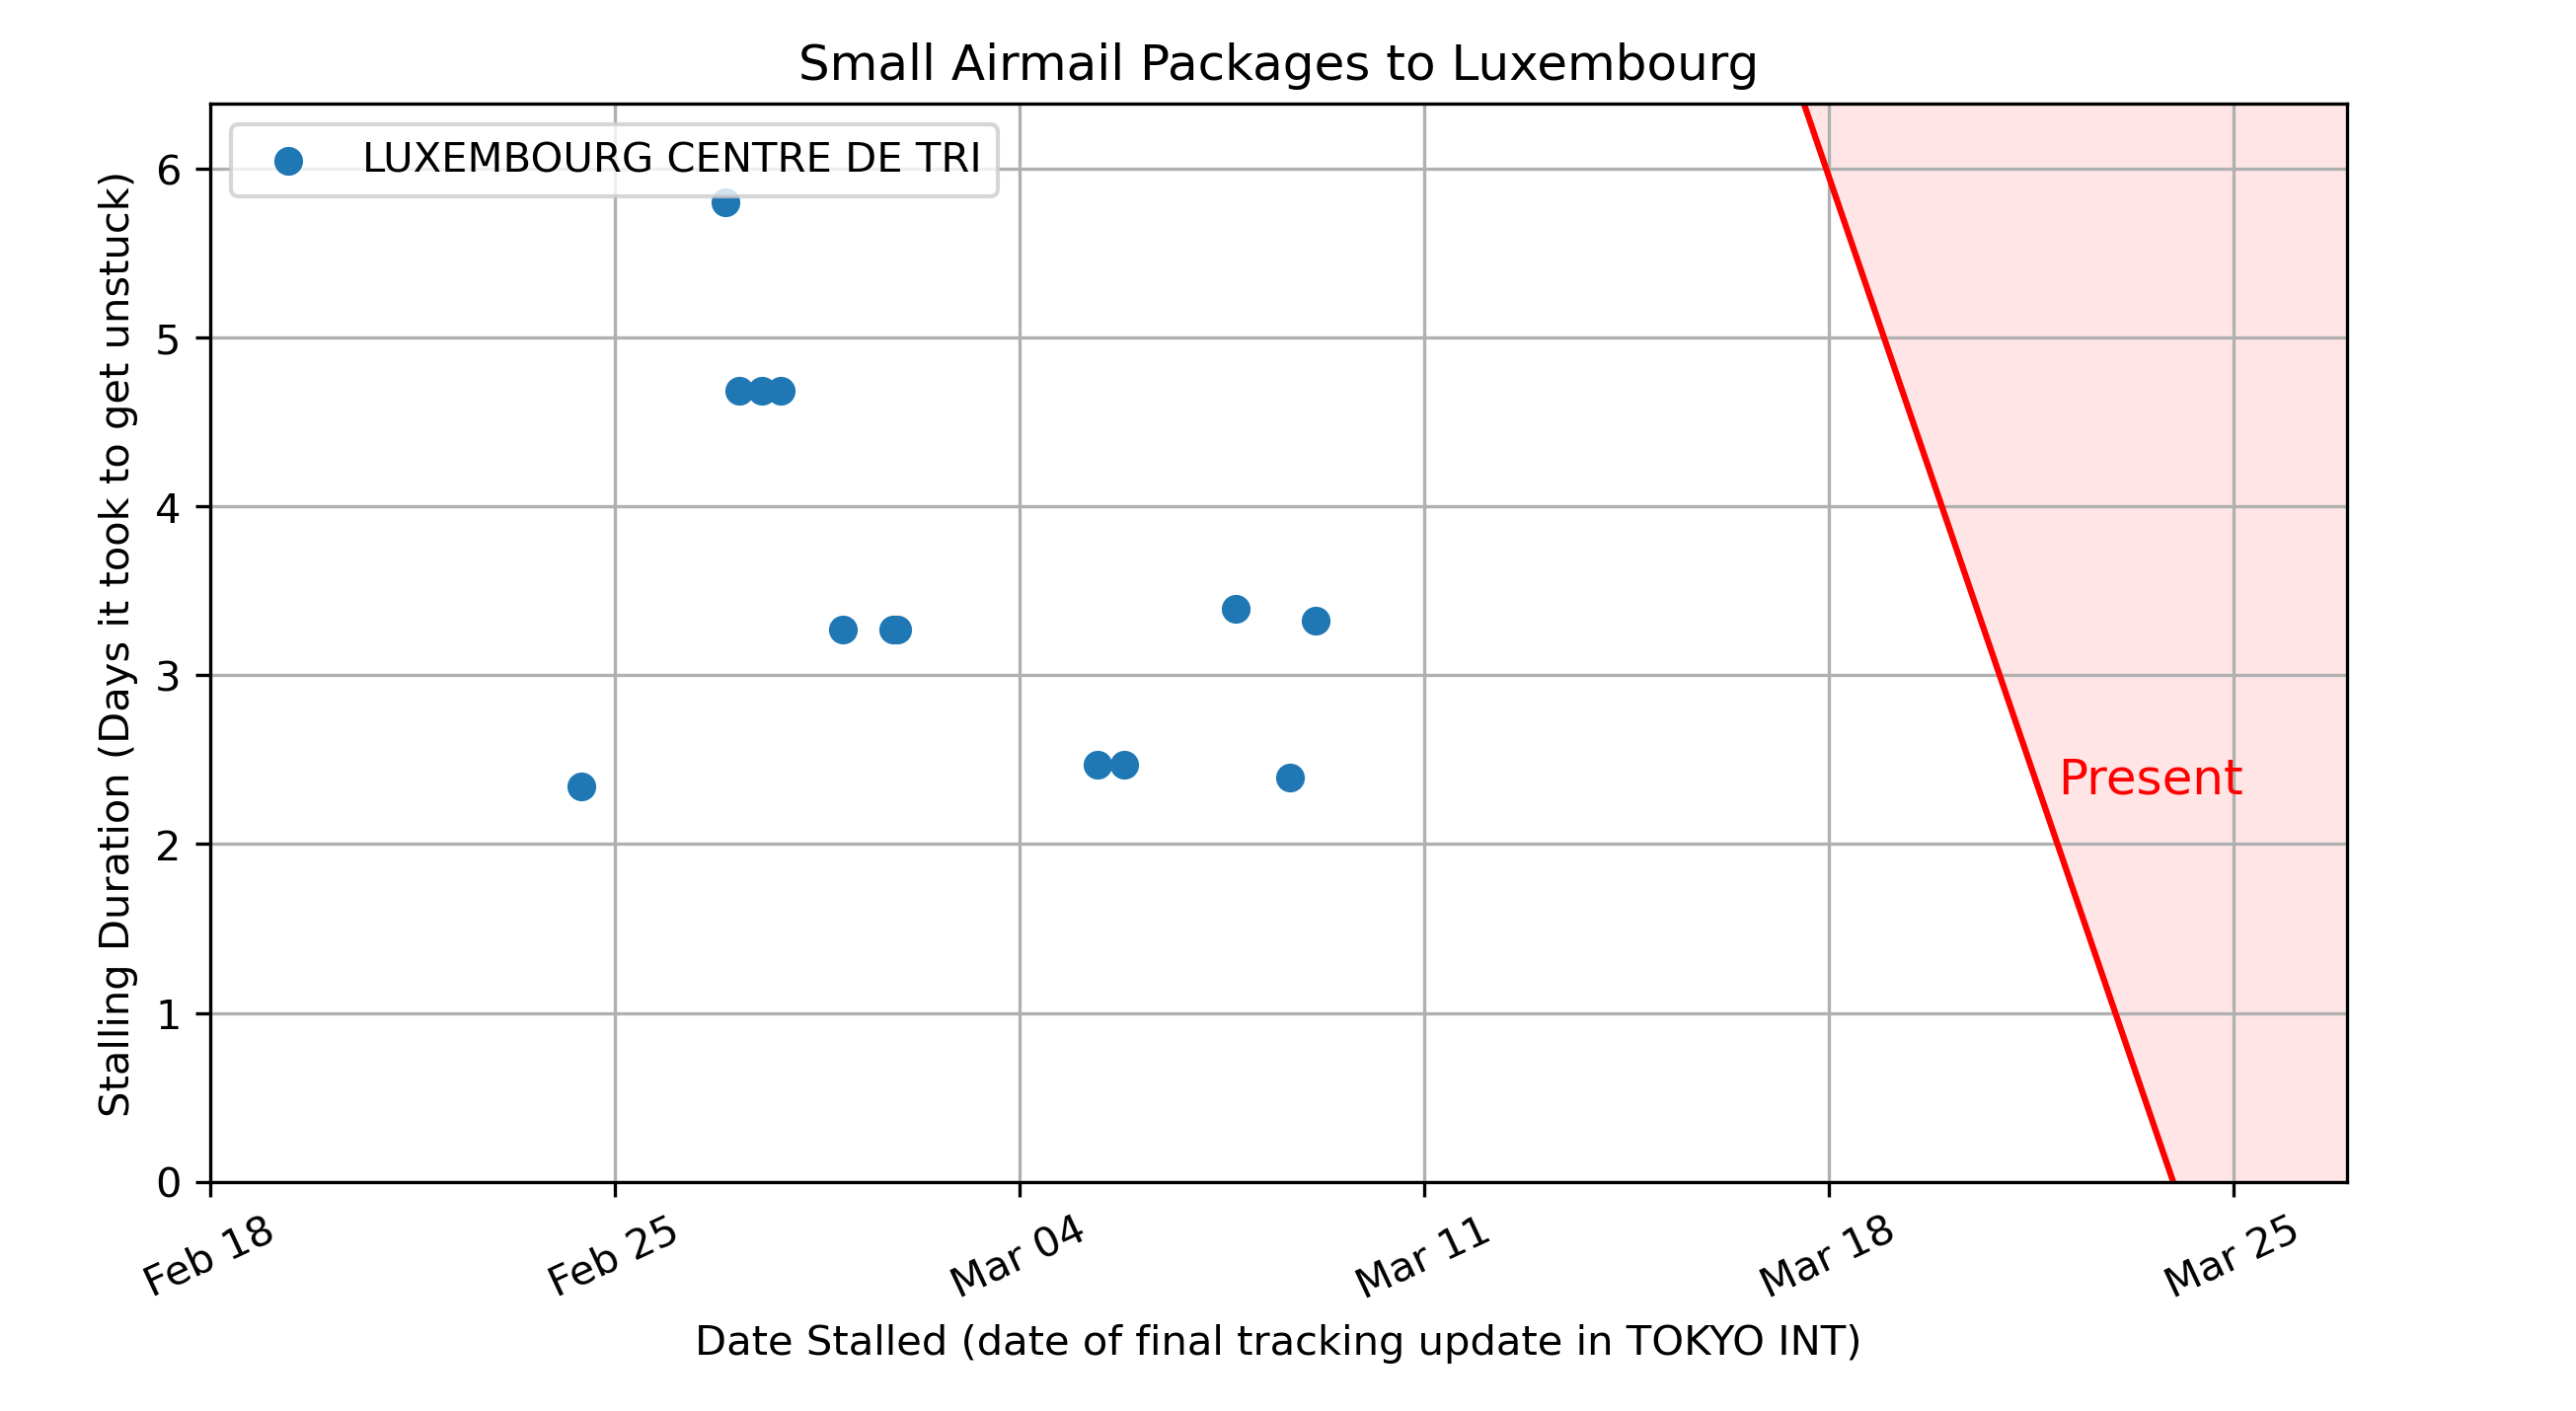 Small Airmail Packages to Luxembourg
LUXEMBOURG CENTRE DE TRI
Stalling Duration (Days it took to get unstuck)
6
5
4
3
2
1
0
Present
Feb 18
Feb 25
Mar 04
Mar 11
Mar 18
Mar 25
Date Stalled (date of final tracking update in TOKYO INT)